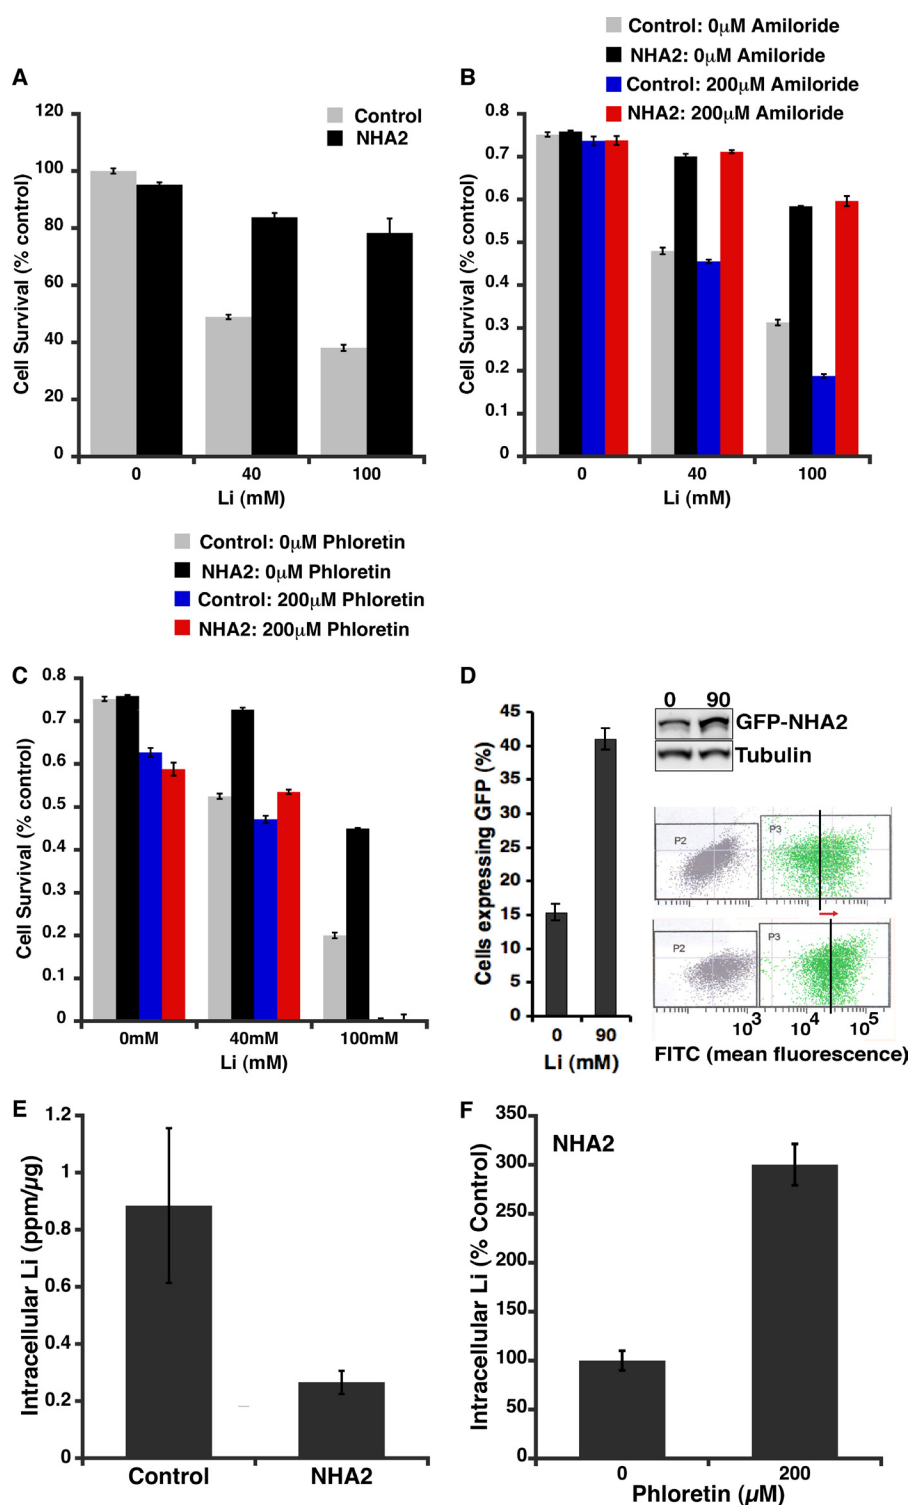 Control: 0μM Amiloride
NHA2: 0μM Amiloride
Control: 200μM Amiloride
NHA2: 200μM Amiloride
A
B
120
100
80
60
40
20
0
Cell Survival (% control)
Control
NHA2
0
40
100
Li (mM)
0.8
0.7
0.6
0.5
0.4
0.3
0.2
0.1
0
Cell Survival (% control)
0
40
100
Li (mM)
Control: 0μM Phloretin
NHA2: 0μM Phloretin
Control: 200μM Phloretin
NHA2: 200μM Phloretin
C
0.8
0.7
0.6
0.5
0.4
0.3
0.2
0.1
0
Cell Survival (% control)
0mM
40mM
100mM
Li (mM)
D
45
40
35
30
25
20
15
10
5
0
Cells expressing GFP (%)
0
90
Li (mM)
0 90
GFP-NHA2
Tubulin
P2
P3
P2
P3
10³ 10⁴ 10⁵
FITC (mean fluorescence)
E
1.2
1
0.8
0.6
0.4
0.2
0
Intracellular Li (ppm/μg)
Control
NHA2
F
350
300
250
200
150
100
50
0
Intracellular Li (% Control)
NHA2
0
200
Phloretin (μM)